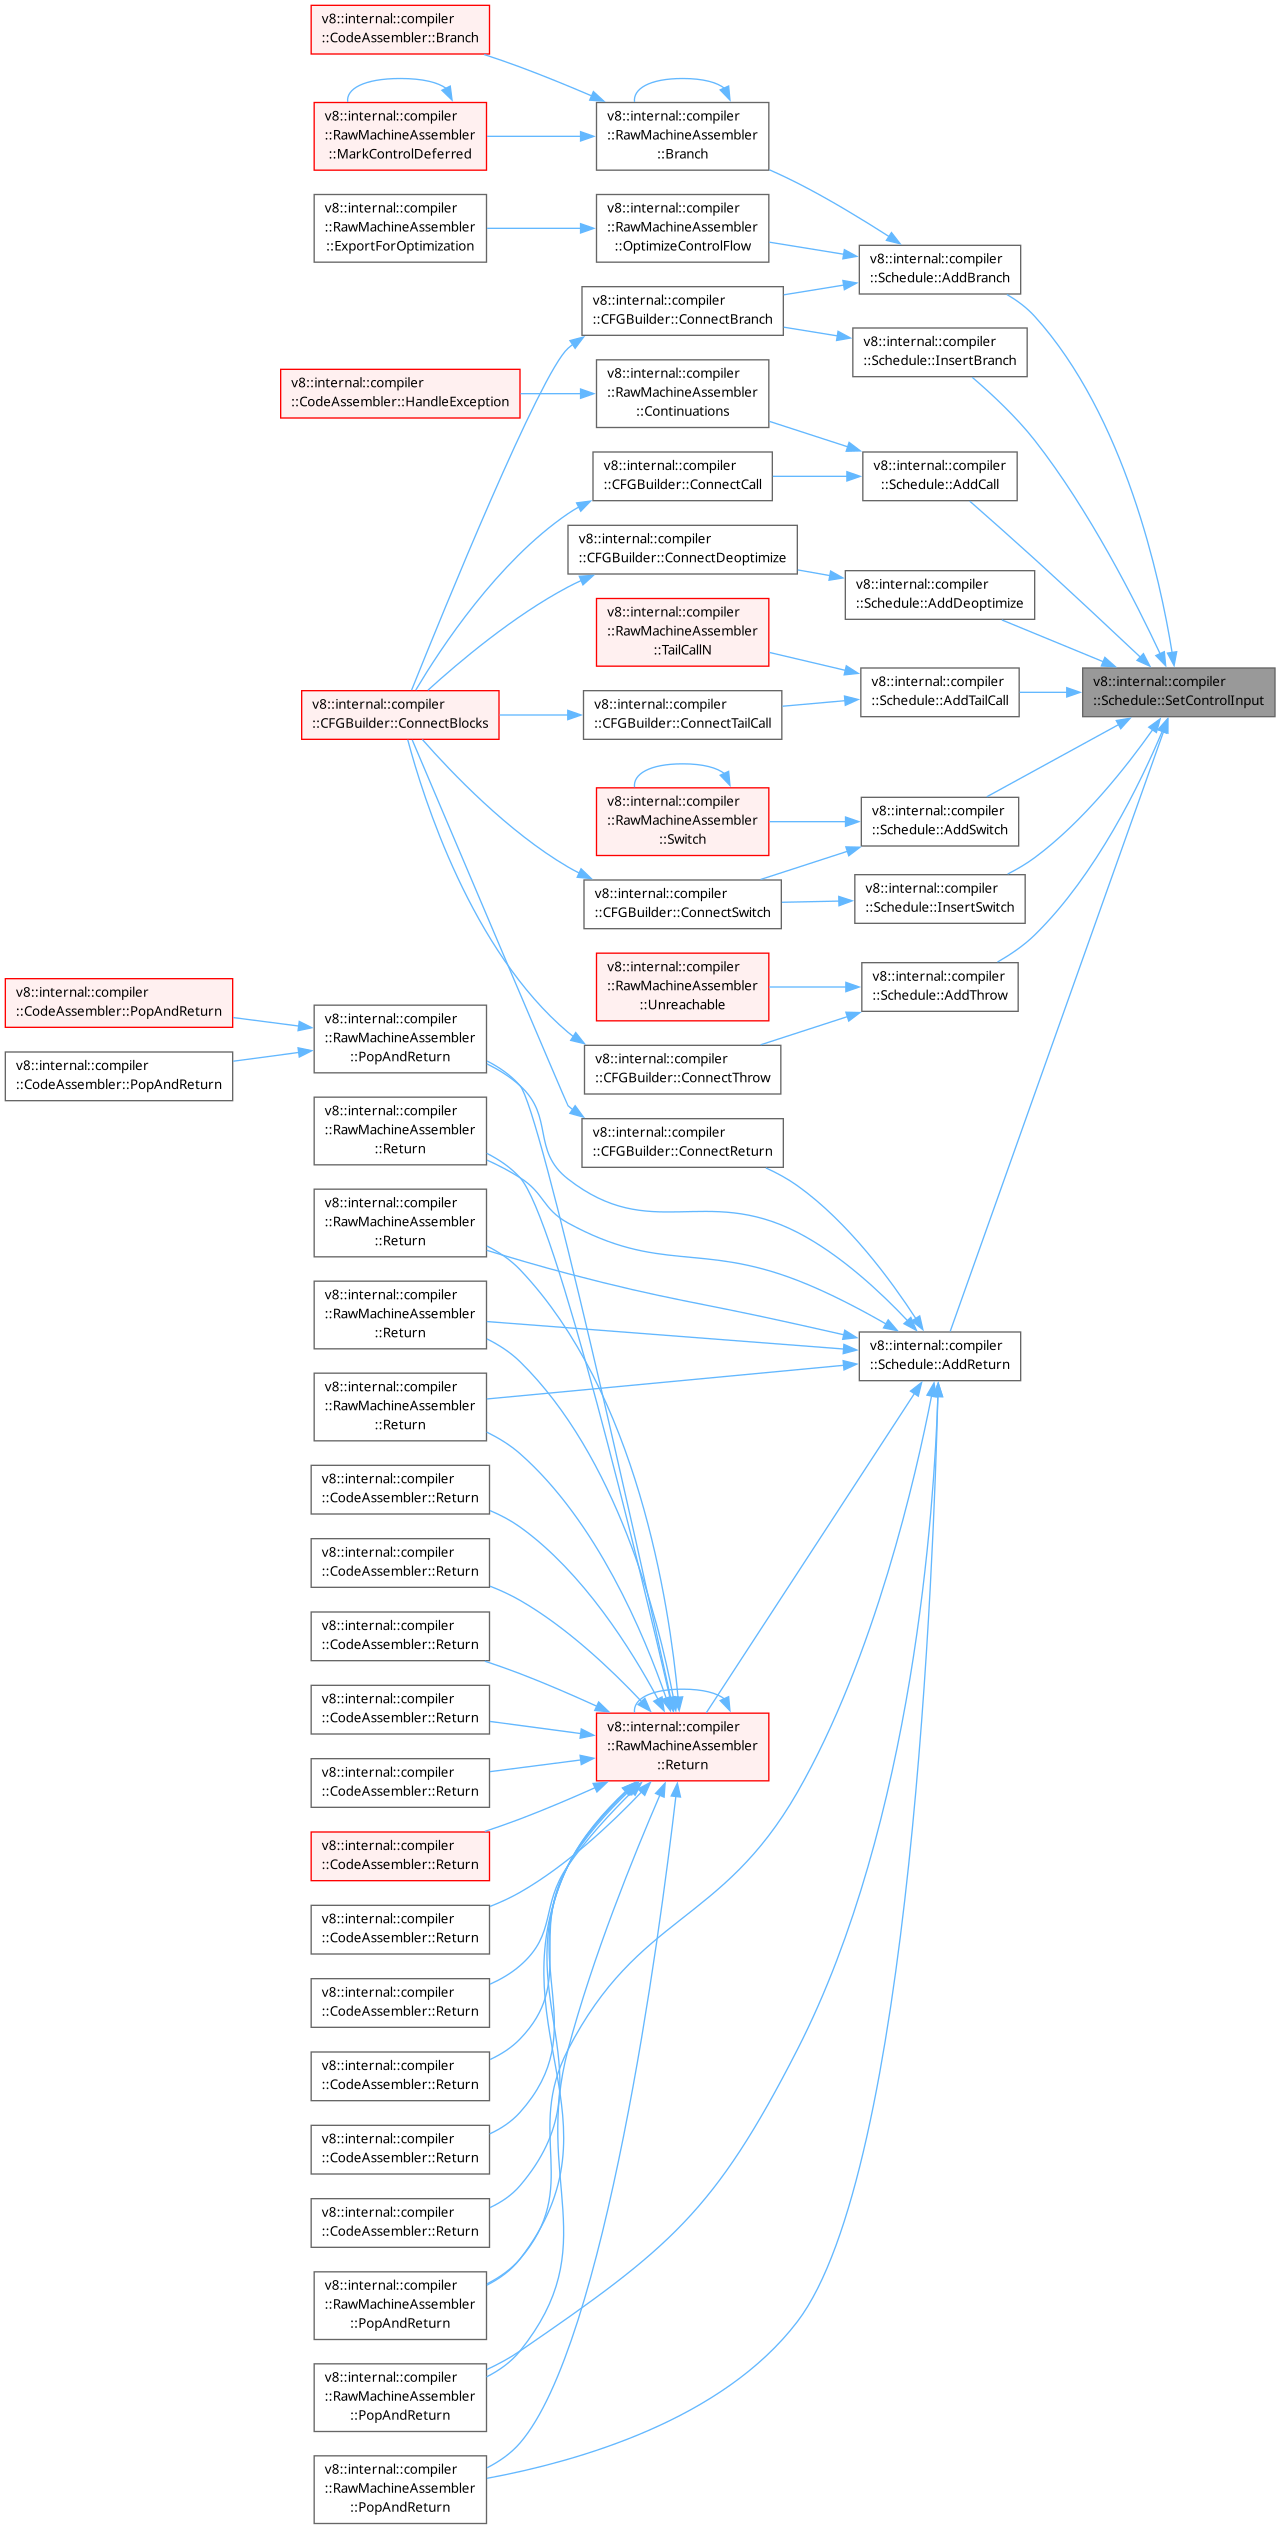 v8::internal::compiler
::CodeAssembler::Branch
v8::internal::compiler
::RawMachineAssembler
::MarkControlDeferred
v8::internal::compiler
::RawMachineAssembler
::Branch
v8::internal::compiler
::RawMachineAssembler
::ExportForOptimization
v8::internal::compiler
::RawMachineAssembler
::OptimizeControlFlow
v8::internal::compiler
::Schedule::AddBranch
v8::internal::compiler
::CFGBuilder::ConnectBranch
v8::internal::compiler
::Schedule::InsertBranch
v8::internal::compiler
::CodeAssembler::HandleException
v8::internal::compiler
::RawMachineAssembler
::Continuations
v8::internal::compiler
::CFGBuilder::ConnectCall
v8::internal::compiler
::Schedule::AddCall
v8::internal::compiler
::CFGBuilder::ConnectDeoptimize
v8::internal::compiler
::Schedule::AddDeoptimize
v8::internal::compiler
::RawMachineAssembler
::TailCallN
v8::internal::compiler
::Schedule::AddTailCall
v8::internal::compiler
::Schedule::SetControlInput
v8::internal::compiler
::CFGBuilder::ConnectBlocks
v8::internal::compiler
::CFGBuilder::ConnectTailCall
v8::internal::compiler
::RawMachineAssembler
::Switch
v8::internal::compiler
::Schedule::AddSwitch
v8::internal::compiler
::CFGBuilder::ConnectSwitch
v8::internal::compiler
::Schedule::InsertSwitch
v8::internal::compiler
::RawMachineAssembler
::Unreachable
v8::internal::compiler
::Schedule::AddThrow
v8::internal::compiler
::CodeAssembler::PopAndReturn
v8::internal::compiler
::CodeAssembler::PopAndReturn
v8::internal::compiler
::RawMachineAssembler
::PopAndReturn
v8::internal::compiler
::CFGBuilder::ConnectThrow
v8::internal::compiler
::RawMachineAssembler
::Return
v8::internal::compiler
::CFGBuilder::ConnectReturn
v8::internal::compiler
::RawMachineAssembler
::Return
v8::internal::compiler
::RawMachineAssembler
::Return
v8::internal::compiler
::Schedule::AddReturn
v8::internal::compiler
::RawMachineAssembler
::Return
v8::internal::compiler
::CodeAssembler::Return
v8::internal::compiler
::CodeAssembler::Return
v8::internal::compiler
::CodeAssembler::Return
v8::internal::compiler
::CodeAssembler::Return
v8::internal::compiler
::RawMachineAssembler
::Return
v8::internal::compiler
::CodeAssembler::Return
v8::internal::compiler
::CodeAssembler::Return
v8::internal::compiler
::CodeAssembler::Return
v8::internal::compiler
::CodeAssembler::Return
v8::internal::compiler
::CodeAssembler::Return
v8::internal::compiler
::CodeAssembler::Return
v8::internal::compiler
::CodeAssembler::Return
v8::internal::compiler
::RawMachineAssembler
::PopAndReturn
v8::internal::compiler
::RawMachineAssembler
::PopAndReturn
v8::internal::compiler
::RawMachineAssembler
::PopAndReturn